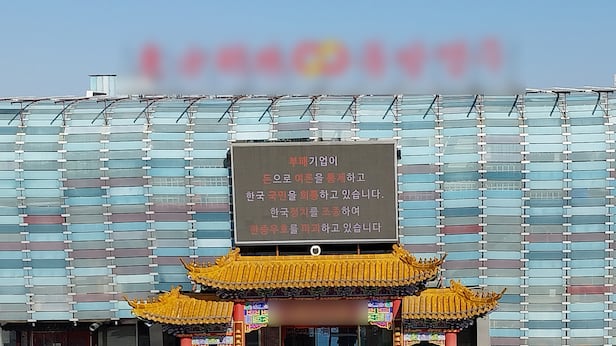 부패기업이
돈으로 여론을 통제하고
한국 국민을 희롱하고 있습니다.
한국정치를 조종하여
한중우호를 파괴하고 있습니다